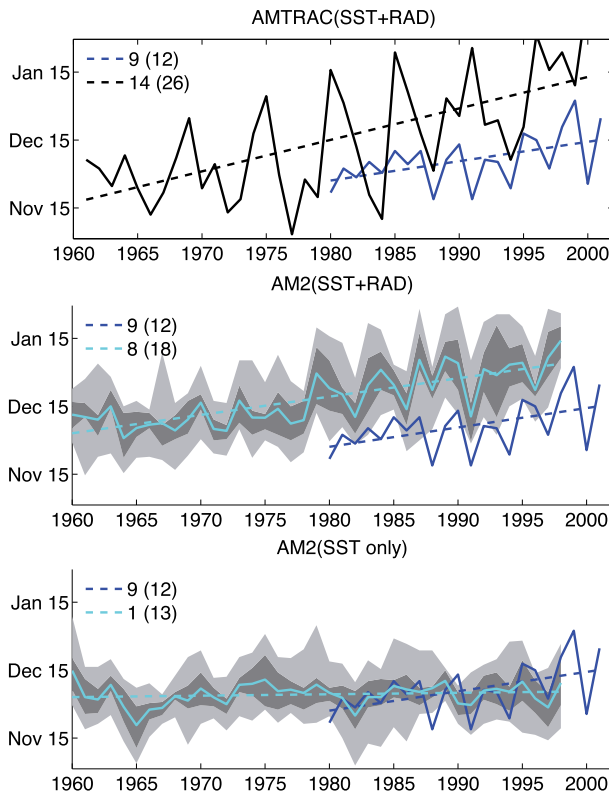 AMTRAC(SST+RAD)
9 (12)
14 (26)
Jan 15
Dec 15
Nov 15
1960 1965 1970 1975 1980 1985 1990 1995 2000
AM2(SST+RAD)
9 (12)
8 (18)
Jan 15
Dec 15
Nov 15
1960 1965 1970 1975 1980 1985 1990 1995 2000
AM2(SST only)
9 (12)
1 (13)
Jan 15
Dec 15
Nov 15
1960 1965 1970 1975 1980 1985 1990 1995 2000